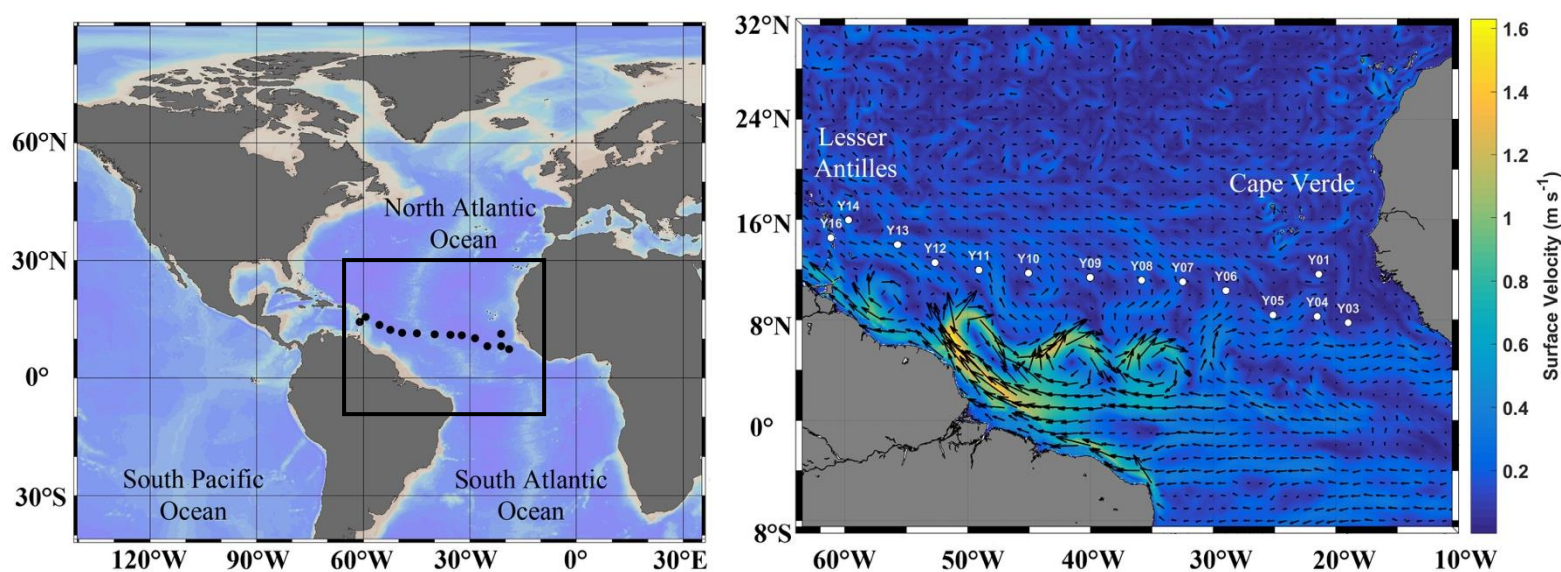 60°N
30°N
0°
30°S
120°W
90°W
60°W
30°W
0°W
30°E
North Atlantic
Ocean
South Pacific
Ocean
South Atlantic
Ocean
32°N
24°N
16°N
8°N
0°
8°S
60°W
50°W
40°W
30°W
20°W
10°W
Lesser
Antilles
Cape Verde
Y14
Y16
Y13
Y12
Y11
Y10
Y09
Y08
Y07
Y06
Y01
Y05
Y04
Y03
1.6
1.4
1.2
1
0.8
0.6
0.4
0.2
Surface Velocity (m s⁻¹)